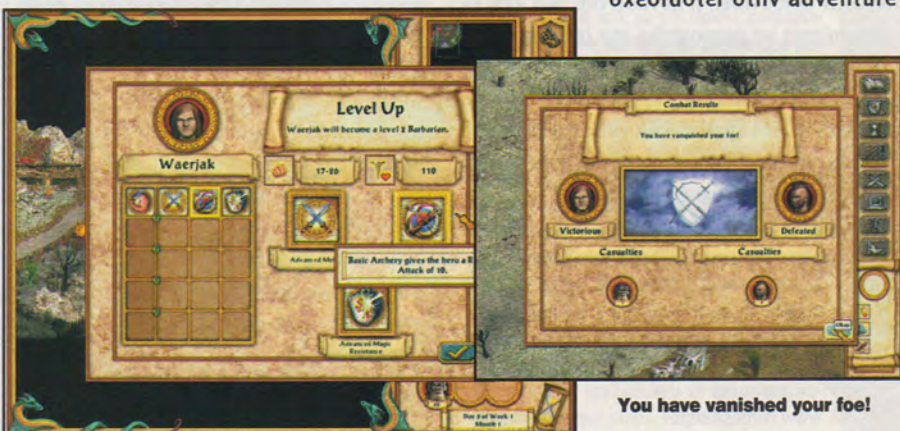 adventure
Level Up
Waerjak will become a level 2 Barbarian.
Waerjak
17-26
110
Basic Archery gives the hero a R
Attack of 10.
Advanced Magic
Resistance
Day 2 of Week 1
Month 1
Combat Results
You have vanquished your foe!
Victorious
Defeated
Casualties
Casualties
You have vanished your foe!